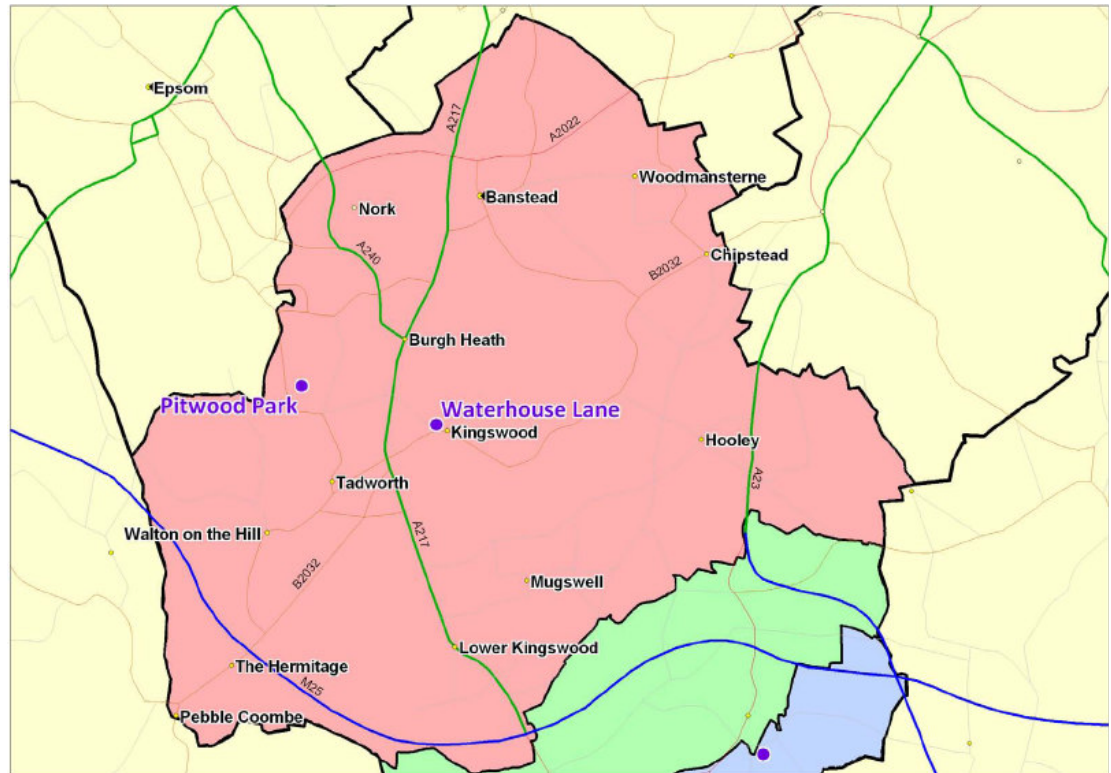 Epsom
A217
A2022
Woodmansterne
Banstead
Nork
A240
B2032
Chipstead
Burgh Heath
Pitwood Park
Waterhouse Lane
Kingswood
Hooley
A23
Tadworth
Walton on the Hill
A217
B2032
Mugswell
Lower Kingswood
The Hermitage
M25
Pebble Coombe